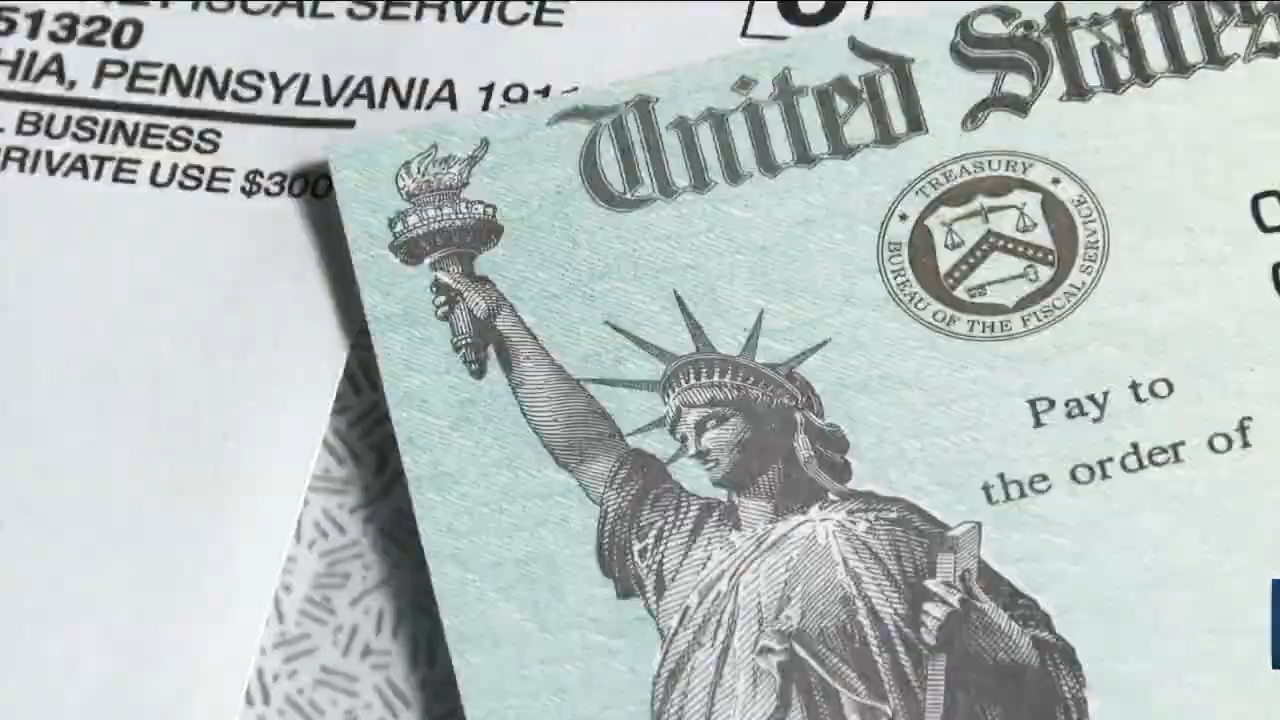 FISCAL SERVICE
51320
HIA, PENNSYLVANIA 191
BUSINESS
RIVATE USE $300
United States
TREASURY
BUREAU OF THE FISCAL SERVICE
Pay to
the order of